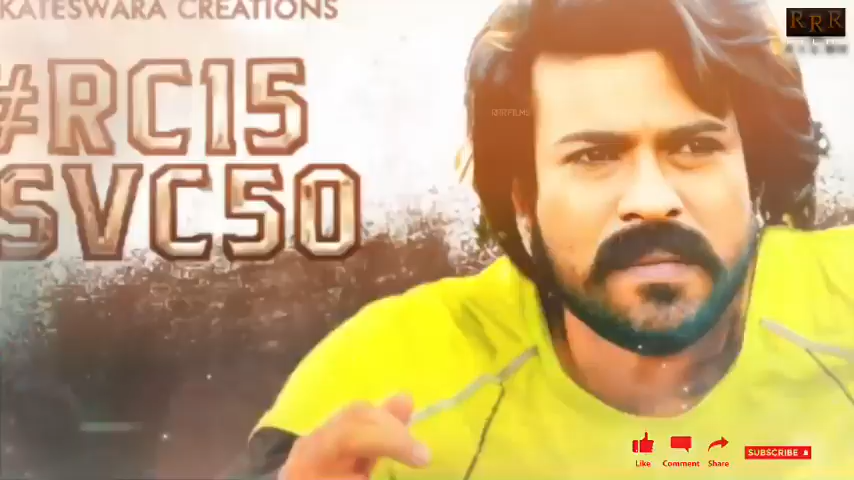 KATESWARA CREATIONS
RRR
#RC15
SVC50
Like Comment Share
SUBSCRIBE